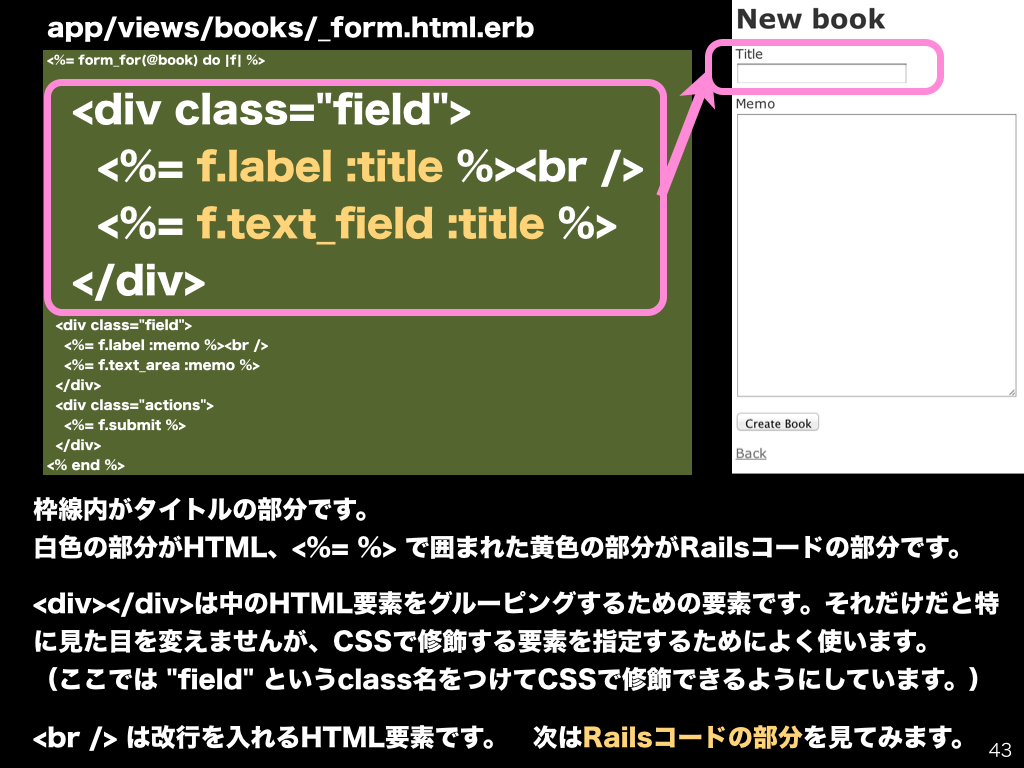 app/views/books/_form.html.erb
<%= form_for(@book) do |f| %>
<div class="field">
<%= f.label :title %><br />
<%= f.text_field :title %>
</div>
<div class="field">
<%= f.label :memo %><br />
<%= f.text_area :memo %>
</div>
<div class="actions">
<%= f.submit %>
</div>
<% end %>
New book
Title
Memo
Create Book
Back
枠線内がタイトルの部分です。
白色の部分がHTML、<%= %> で囲まれた黄色の部分がRailsコードの部分です。
<div></div>は中のHTML要素をグルーピングするための要素です。それだけだと特
に見た目を変えませんが、CSSで修飾する要素を指定するためによく使います。
（ここでは "field" というclass名をつけてCSSで修飾できるようにしています。）
<br /> は改行を入れるHTML要素です。　次はRailsコードの部分を見てみます。
43